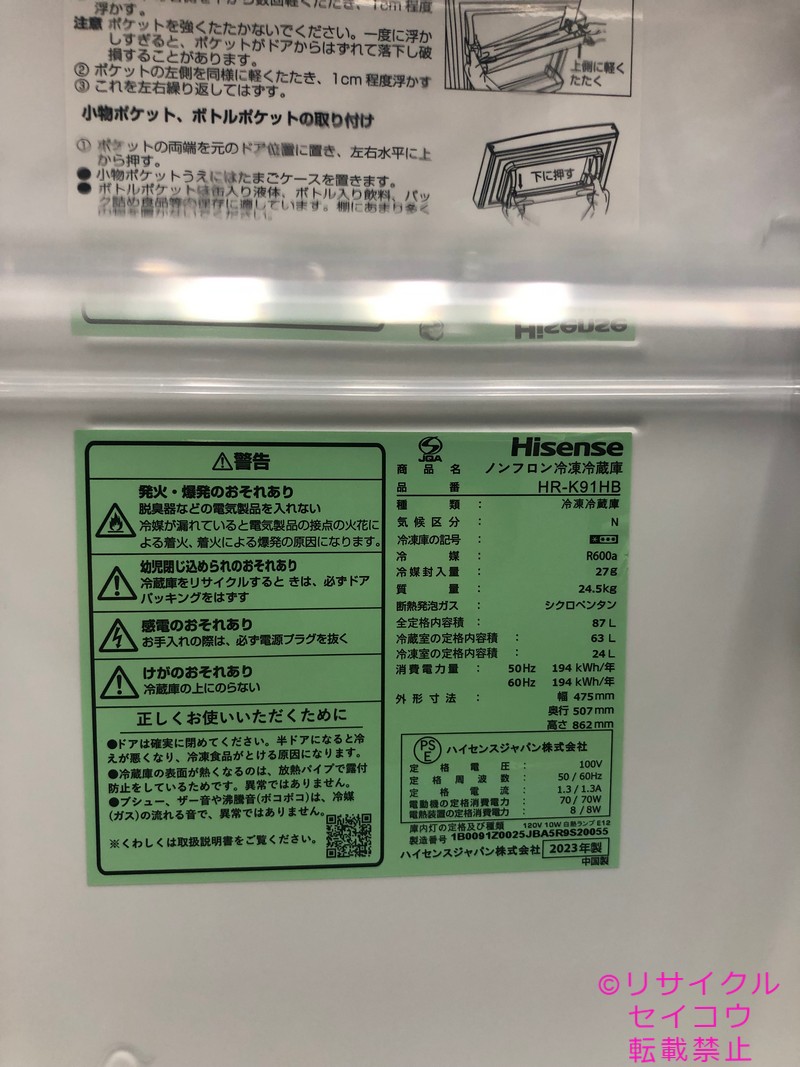 浮かす。
注意 ポケットを強くたたかないでください。一度に浮か
しすぎると、ポケットがドアからはずれて落下し破
損することがあります。
② ポケットの左側を同様に軽くたたき、1cm 程度浮かす
③ これを左右繰り返してはずす。
上側に軽く
たたく
小物ポケット、ボトルポケットの取り付け
① ポケットの両端を元のドア位置に置き、左右水平に上
から押す。
●小物ポケットうえにはたまごケースを置きます。
●ボトルポケットは缶入り液体、ボトル入り飲料、パッ
下に押す
Hisense
⚠警告
発火・爆発のおそれあり
脱臭器などの電気製品を入れない
冷媒が漏れていると電気製品の接点の火花に
よる着火、着火による爆発の原因になります。
幼児閉じ込められのおそれあり
冷蔵庫をリサイクルすると きは、必ずドア
パッキングをはずす
感電のおそれあり
お手入れの際は、必ず電源プラグを抜く
けがのおそれあり
冷蔵庫の上にのらない
正しくお使いいただくために
●ドアは確実に閉めてください。半ドアになると冷
えが悪くなり、冷凍食品がとける原因になります。
●冷蔵庫の表面が熱くなるのは、放熱パイプで露付
防止をしているためです。異常ではありません。
●ブシュー、ザー音や沸騰音(ボコボコ)は、冷媒
(ガス)の流れる音で、異常ではありません。
※くわしくは取扱説明書をご覧ください。
JQA
Hisense
商品名 ノンフロン冷凍冷蔵庫
品番 HR-K91HB
種類 : 冷凍冷蔵庫
気候区分 : N
冷凍庫の記号 :
冷媒 : R600a
冷媒封入量 : 27g
質量 : 24.5kg
断熱発泡ガス : シクロペンタン
全定格内容積 : 87 L
冷蔵室の定格内容積 : 63 L
冷凍室の定格内容積 : 24 L
消費電力量 : 50Hz 194 kWh/年
60Hz 194 kWh/年
外形寸法 : 幅 475mm
奥行 507mm
高さ 862mm
PS
E
ハイセンスジャパン株式会社
定格電圧 : 100V
定格周波数 : 50 / 60Hz
定格電流 : 1.3 / 1.3A
電動機の定格消費電力 : 70 / 70W
電熱装置の定格消費電力 : 8 / 8W
庫内灯の定格及び種類 120V 10W 白熱ランプ E12
製造番号 1B0091Z0025JBA5R9S20055
ハイセンスジャパン株式会社 2023年製
中国製
©リサイクル
セイコウ
転載禁止